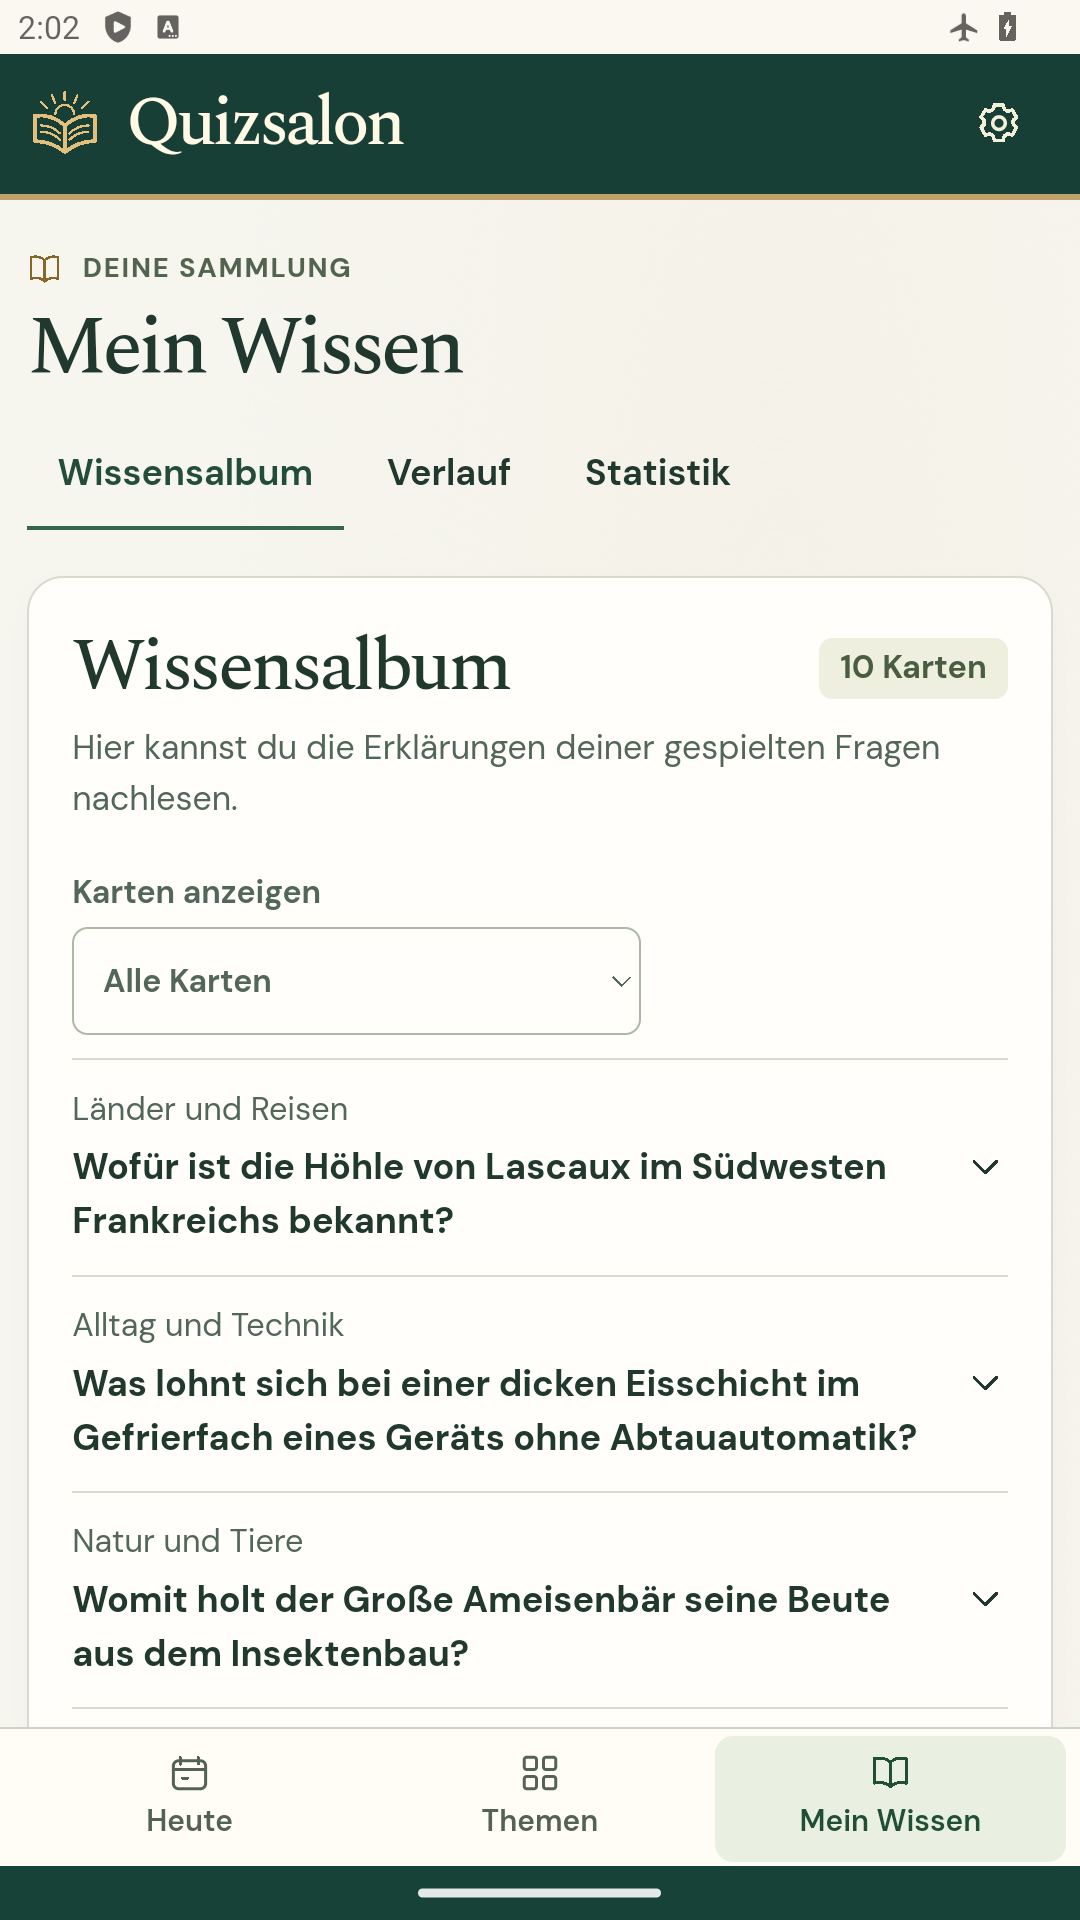 2:02
Quizsalon
DEINE SAMMLUNG
Mein Wissen
Wissensalbum
Verlauf
Statistik
Wissensalbum
10 Karten
Hier kannst du die Erklärungen deiner gespielten Fragen
nachlesen.
Karten anzeigen
Alle Karten
Länder und Reisen
Wofür ist die Höhle von Lascaux im Südwesten
Frankreichs bekannt?
Alltag und Technik
Was lohnt sich bei einer dicken Eisschicht im
Gefrierfach eines Geräts ohne Abtauautomatik?
Natur und Tiere
Womit holt der Große Ameisenbär seine Beute
aus dem Insektenbau?
Heute
Themen
Mein Wissen